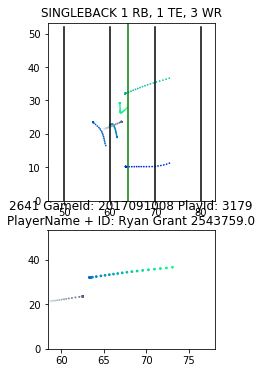 SINGLEBACK 1 RB, 1 TE, 3 WR
50
40
30
20
10
0
50 60 70 80
2641 GameId: 2017091008 PlayId: 3179
PlayerName + ID: Ryan Grant 2543759.0
40
20
0
60 65 70 75